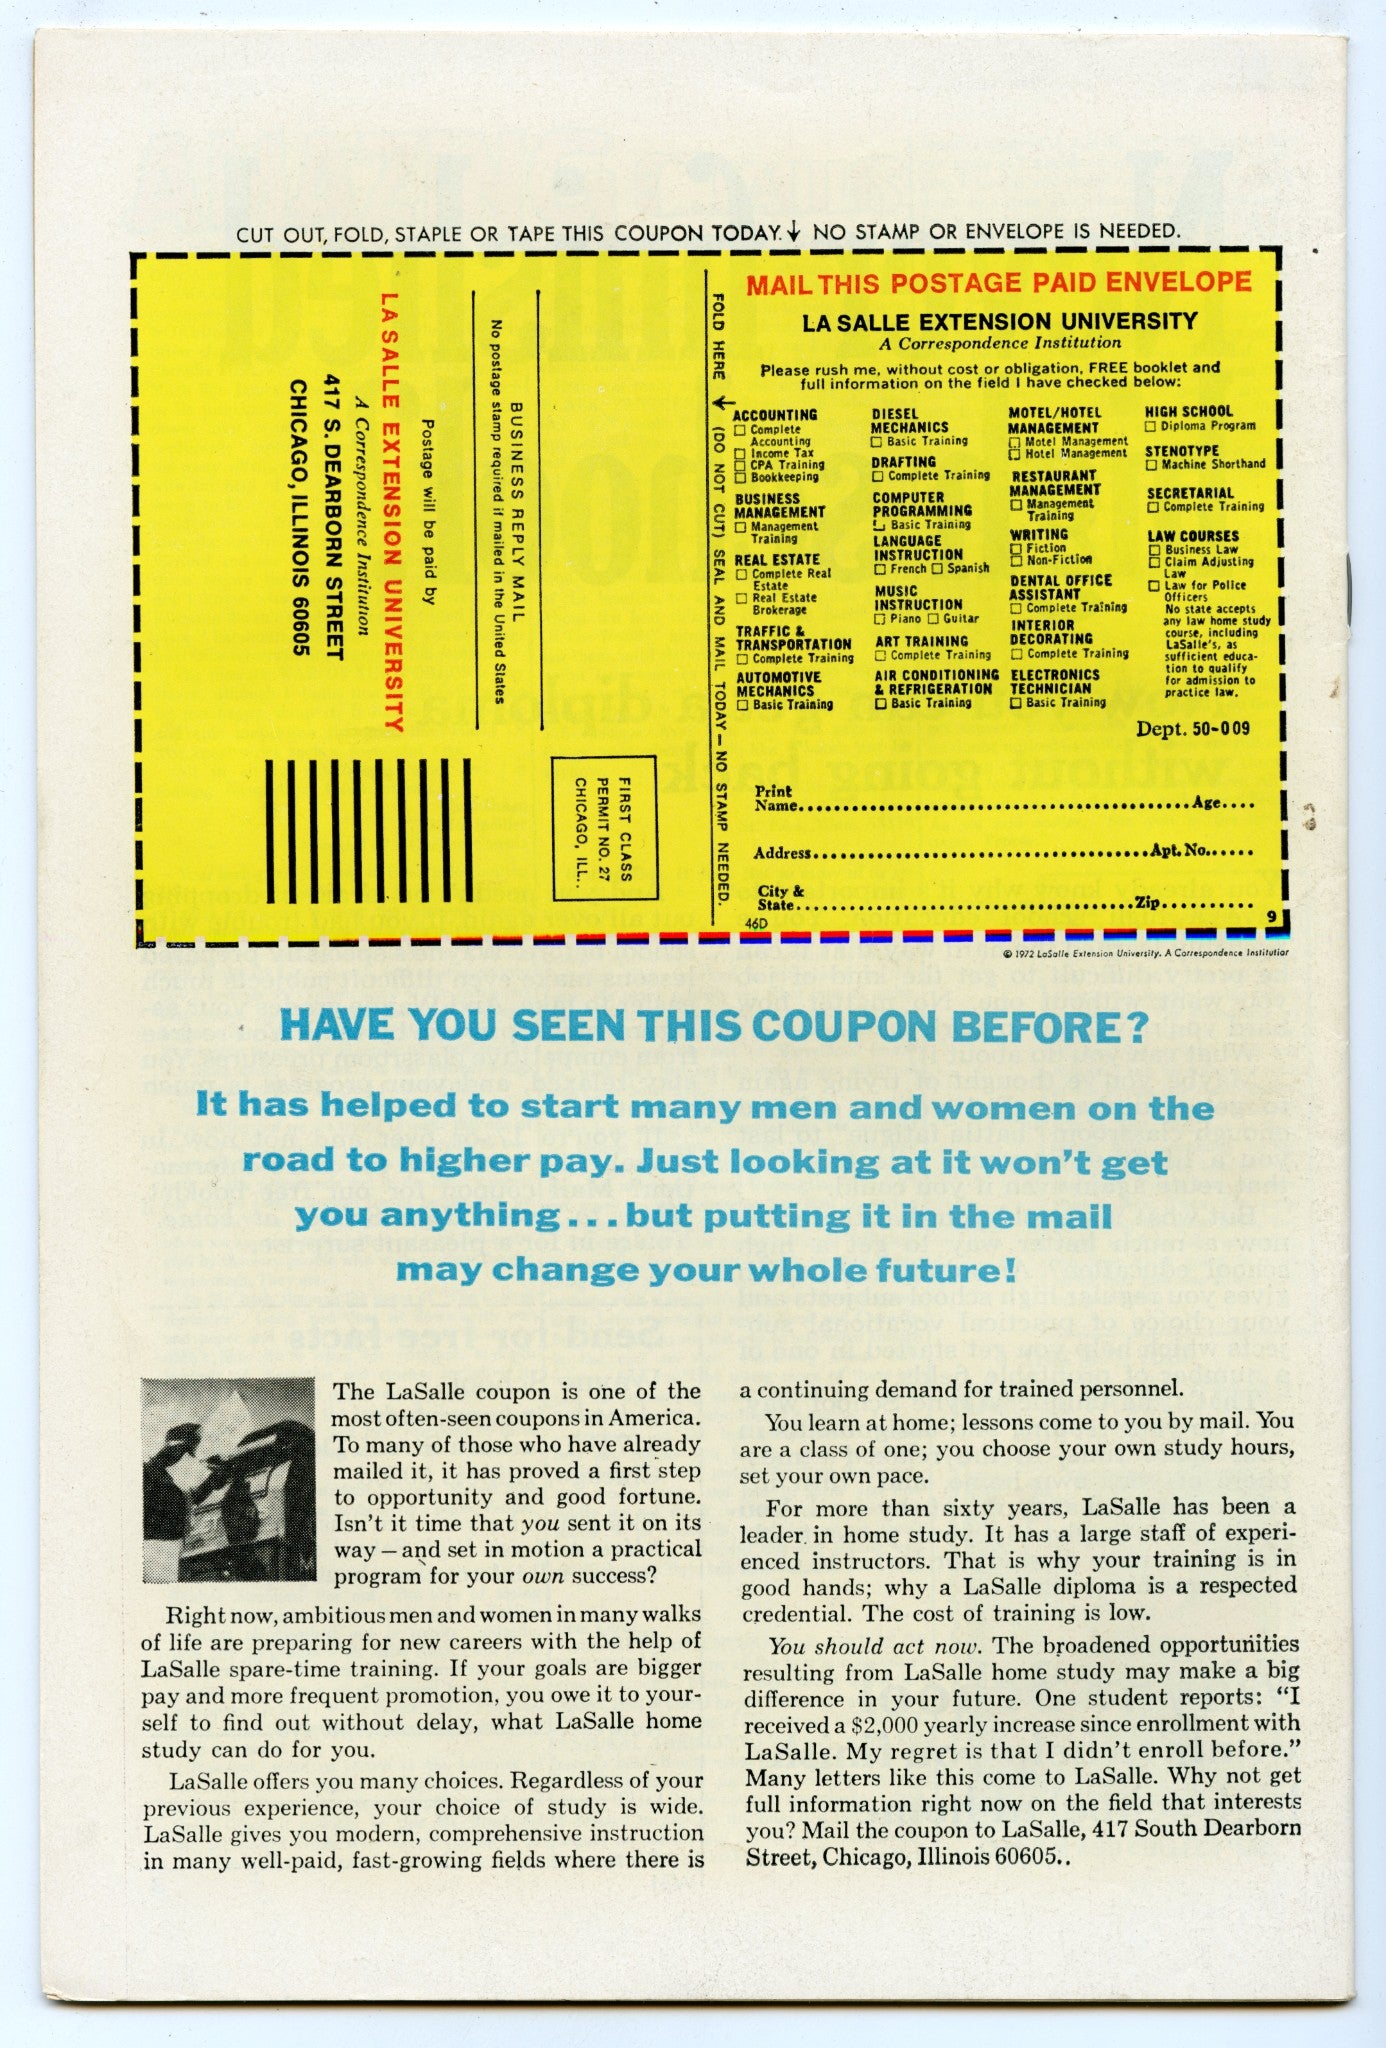 CUT OUT, FOLD, STAPLE OR TAPE THIS COUPON TODAY. ↓ NO STAMP OR ENVELOPE IS NEEDED.
FIRST CLASS
PERMIT NO. 27
CHICAGO, ILL..
BUSINESS REPLY MAIL
No postage stamp required if mailed in the United States
Postage will be paid by
LA SALLE EXTENSION UNIVERSITY
A Correspondence Institution
417 S. DEARBORN STREET
CHICAGO, ILLINOIS 60605
FOLD HERE ↓ (DO NOT CUT) SEAL AND MAIL TODAY—NO STAMP NEEDED.
MAIL THIS POSTAGE PAID ENVELOPE
LA SALLE EXTENSION UNIVERSITY
A Correspondence Institution
Please rush me, without cost or obligation, FREE booklet and
full information on the field I have checked below:
ACCOUNTING
☐ Complete
Accounting
☐ Income Tax
☐ CPA Training
☐ Bookkeeping
BUSINESS
MANAGEMENT
☐ Management
Training
REAL ESTATE
☐ Complete Real
Estate
☐ Real Estate
Brokerage
TRAFFIC &
TRANSPORTATION
☐ Complete Training
AUTOMOTIVE
MECHANICS
☐ Basic Training
DIESEL
MECHANICS
☐ Basic Training
DRAFTING
☐ Complete Training
COMPUTER
PROGRAMMING
☐ Basic Training
LANGUAGE
INSTRUCTION
☐ French ☐ Spanish
MUSIC
INSTRUCTION
☐ Piano ☐ Guitar
ART TRAINING
☐ Complete Training
AIR CONDITIONING
& REFRIGERATION
☐ Basic Training
MOTEL/HOTEL
MANAGEMENT
☐ Motel Management
☐ Hotel Management
RESTAURANT
MANAGEMENT
☐ Management
Training
WRITING
☐ Fiction
☐ Non-Fiction
DENTAL OFFICE
ASSISTANT
☐ Complete Training
INTERIOR
DECORATING
☐ Complete Training
ELECTRONICS
TECHNICIAN
☐ Basic Training
HIGH SCHOOL
☐ Diploma Program
STENOTYPE
☐ Machine Shorthand
SECRETARIAL
☐ Complete Training
LAW COURSES
☐ Business Law
☐ Claim Adjusting
Law
☐ Law for Police
Officers
No state accepts
any law home study
course, including
LaSalle's, as
sufficient educa-
tion to qualify
for admission to
practice law.
Dept. 50-009
Print
Name.......................................Age....
Address..................................Apt. No......
City &
State..................................Zip..........
46D 9
© 1972 LaSalle Extension University. A Correspondence Institution
HAVE YOU SEEN THIS COUPON BEFORE?
It has helped to start many men and women on the
road to higher pay. Just looking at it won't get
you anything...but putting it in the mail
may change your whole future!
The LaSalle coupon is one of the
most often-seen coupons in America.
To many of those who have already
mailed it, it has proved a first step
to opportunity and good fortune.
Isn't it time that you sent it on its
way — and set in motion a practical
program for your own success?
Right now, ambitious men and women in many walks
of life are preparing for new careers with the help of
LaSalle spare-time training. If your goals are bigger
pay and more frequent promotion, you owe it to your-
self to find out without delay, what LaSalle home
study can do for you.
LaSalle offers you many choices. Regardless of your
previous experience, your choice of study is wide.
LaSalle gives you modern, comprehensive instruction
in many well-paid, fast-growing fields where there is
a continuing demand for trained personnel.
You learn at home; lessons come to you by mail. You
are a class of one; you choose your own study hours,
set your own pace.
For more than sixty years, LaSalle has been a
leader in home study. It has a large staff of experi-
enced instructors. That is why your training is in
good hands; why a LaSalle diploma is a respected
credential. The cost of training is low.
You should act now. The broadened opportunities
resulting from LaSalle home study may make a big
difference in your future. One student reports: "I
received a $2,000 yearly increase since enrollment with
LaSalle. My regret is that I didn't enroll before."
Many letters like this come to LaSalle. Why not get
full information right now on the field that interests
you? Mail the coupon to LaSalle, 417 South Dearborn
Street, Chicago, Illinois 60605..